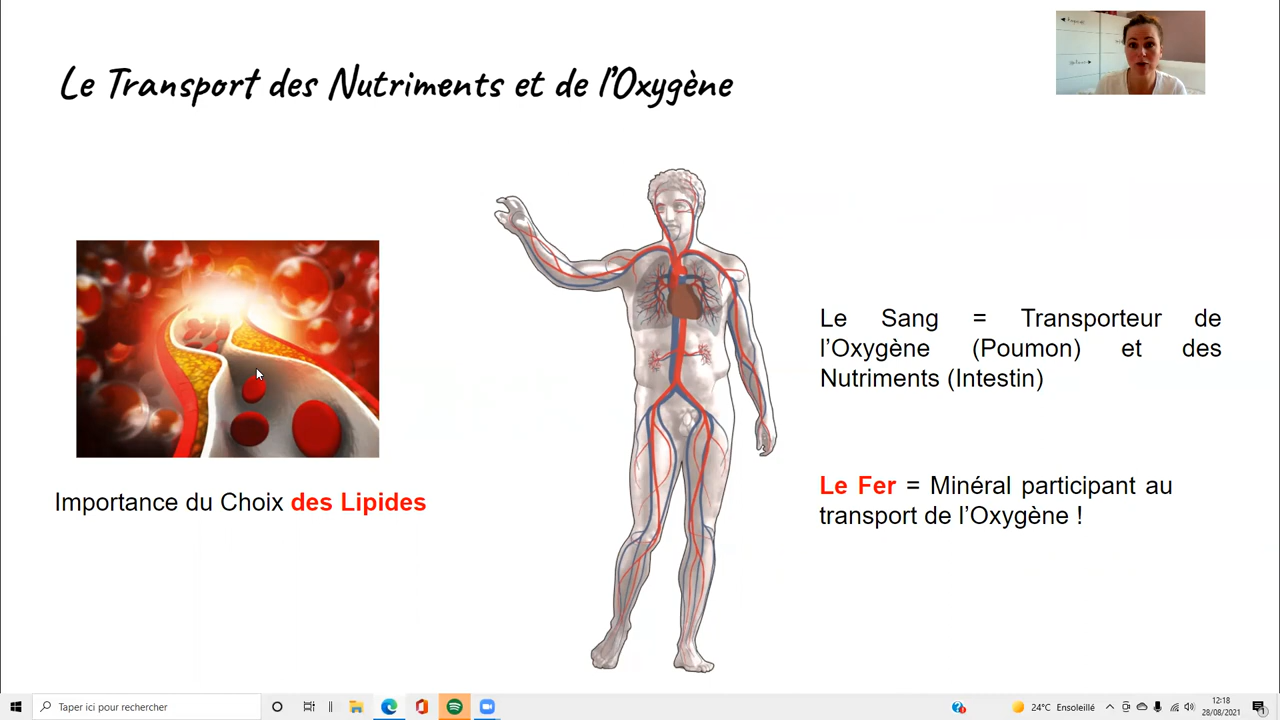 Le Transport des Nutriments et de l'Oxygène
Le Sang = Transporteur de
l'Oxygène (Poumon) et des
Nutriments (Intestin)
Le Fer = Minéral participant au
transport de l'Oxygène !
Importance du Choix des Lipides
Taper ici pour rechercher
24°C Ensoleillé
12:18
28/08/2021